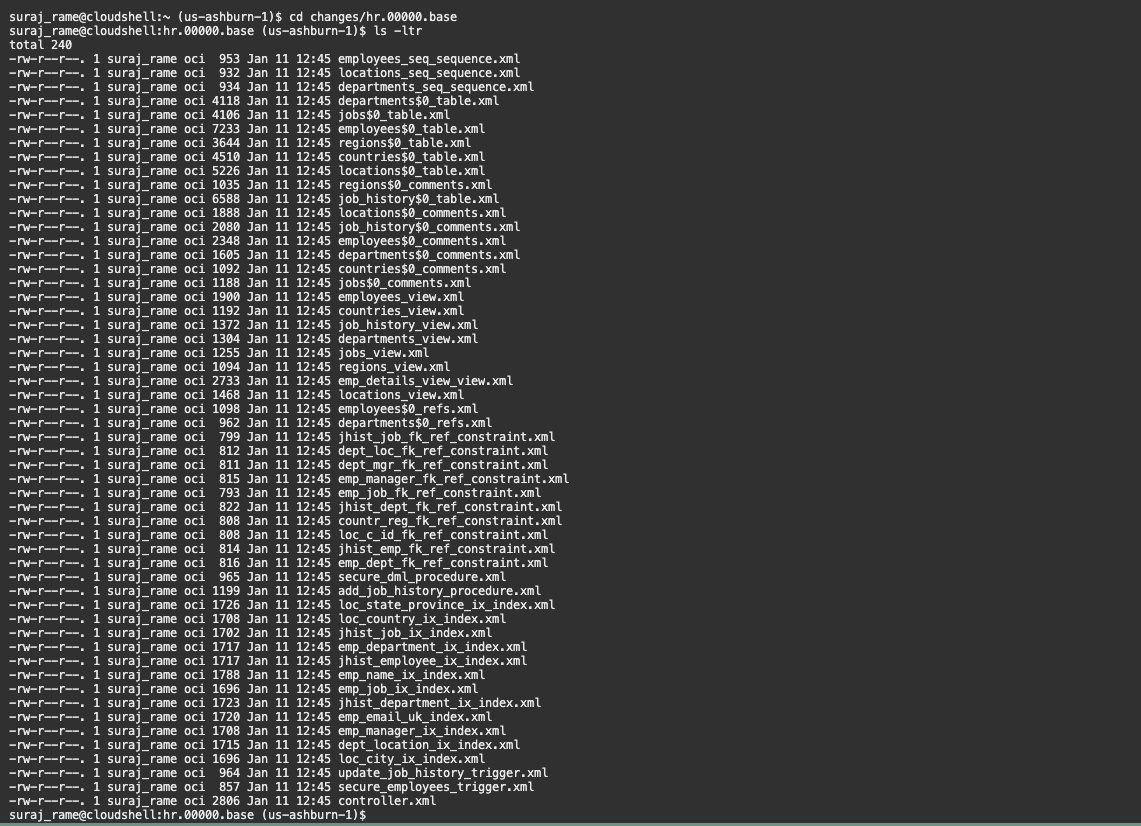 suraj_rame@cloudshell:~ (us-ashburn-1)$ cd changes/hr.00000.base
suraj_rame@cloudshell:hr.00000.base (us-ashburn-1)$ ls -ltr
total 240
-rw-r--r--. 1 suraj_rame oci  953 Jan 11 12:45 employees_seq_sequence.xml
-rw-r--r--. 1 suraj_rame oci  932 Jan 11 12:45 locations_seq_sequence.xml
-rw-r--r--. 1 suraj_rame oci  934 Jan 11 12:45 departments_seq_sequence.xml
-rw-r--r--. 1 suraj_rame oci 4118 Jan 11 12:45 departments$0_table.xml
-rw-r--r--. 1 suraj_rame oci 4106 Jan 11 12:45 jobs$0_table.xml
-rw-r--r--. 1 suraj_rame oci 7233 Jan 11 12:45 employees$0_table.xml
-rw-r--r--. 1 suraj_rame oci 3644 Jan 11 12:45 regions$0_table.xml
-rw-r--r--. 1 suraj_rame oci 4510 Jan 11 12:45 countries$0_table.xml
-rw-r--r--. 1 suraj_rame oci 5226 Jan 11 12:45 locations$0_table.xml
-rw-r--r--. 1 suraj_rame oci 1035 Jan 11 12:45 regions$0_comments.xml
-rw-r--r--. 1 suraj_rame oci 6588 Jan 11 12:45 job_history$0_table.xml
-rw-r--r--. 1 suraj_rame oci 1888 Jan 11 12:45 locations$0_comments.xml
-rw-r--r--. 1 suraj_rame oci 2080 Jan 11 12:45 job_history$0_comments.xml
-rw-r--r--. 1 suraj_rame oci 2348 Jan 11 12:45 employees$0_comments.xml
-rw-r--r--. 1 suraj_rame oci 1605 Jan 11 12:45 departments$0_comments.xml
-rw-r--r--. 1 suraj_rame oci 1092 Jan 11 12:45 countries$0_comments.xml
-rw-r--r--. 1 suraj_rame oci 1188 Jan 11 12:45 jobs$0_comments.xml
-rw-r--r--. 1 suraj_rame oci 1900 Jan 11 12:45 employees_view.xml
-rw-r--r--. 1 suraj_rame oci 1192 Jan 11 12:45 countries_view.xml
-rw-r--r--. 1 suraj_rame oci 1372 Jan 11 12:45 job_history_view.xml
-rw-r--r--. 1 suraj_rame oci 1304 Jan 11 12:45 departments_view.xml
-rw-r--r--. 1 suraj_rame oci 1255 Jan 11 12:45 jobs_view.xml
-rw-r--r--. 1 suraj_rame oci 1094 Jan 11 12:45 regions_view.xml
-rw-r--r--. 1 suraj_rame oci 2733 Jan 11 12:45 emp_details_view_view.xml
-rw-r--r--. 1 suraj_rame oci 1468 Jan 11 12:45 locations_view.xml
-rw-r--r--. 1 suraj_rame oci 1098 Jan 11 12:45 employees$0_refs.xml
-rw-r--r--. 1 suraj_rame oci  962 Jan 11 12:45 departments$0_refs.xml
-rw-r--r--. 1 suraj_rame oci  799 Jan 11 12:45 jhist_job_fk_ref_constraint.xml
-rw-r--r--. 1 suraj_rame oci  812 Jan 11 12:45 dept_loc_fk_ref_constraint.xml
-rw-r--r--. 1 suraj_rame oci  811 Jan 11 12:45 dept_mgr_fk_ref_constraint.xml
-rw-r--r--. 1 suraj_rame oci  815 Jan 11 12:45 emp_manager_fk_ref_constraint.xml
-rw-r--r--. 1 suraj_rame oci  793 Jan 11 12:45 emp_job_fk_ref_constraint.xml
-rw-r--r--. 1 suraj_rame oci  822 Jan 11 12:45 jhist_dept_fk_ref_constraint.xml
-rw-r--r--. 1 suraj_rame oci  808 Jan 11 12:45 countr_reg_fk_ref_constraint.xml
-rw-r--r--. 1 suraj_rame oci  808 Jan 11 12:45 loc_c_id_fk_ref_constraint.xml
-rw-r--r--. 1 suraj_rame oci  814 Jan 11 12:45 jhist_emp_fk_ref_constraint.xml
-rw-r--r--. 1 suraj_rame oci  816 Jan 11 12:45 emp_dept_fk_ref_constraint.xml
-rw-r--r--. 1 suraj_rame oci  965 Jan 11 12:45 secure_dml_procedure.xml
-rw-r--r--. 1 suraj_rame oci 1199 Jan 11 12:45 add_job_history_procedure.xml
-rw-r--r--. 1 suraj_rame oci 1726 Jan 11 12:45 loc_state_province_ix_index.xml
-rw-r--r--. 1 suraj_rame oci 1708 Jan 11 12:45 loc_country_ix_index.xml
-rw-r--r--. 1 suraj_rame oci 1702 Jan 11 12:45 jhist_job_ix_index.xml
-rw-r--r--. 1 suraj_rame oci 1717 Jan 11 12:45 emp_department_ix_index.xml
-rw-r--r--. 1 suraj_rame oci 1717 Jan 11 12:45 jhist_employee_ix_index.xml
-rw-r--r--. 1 suraj_rame oci 1788 Jan 11 12:45 emp_name_ix_index.xml
-rw-r--r--. 1 suraj_rame oci 1696 Jan 11 12:45 emp_job_ix_index.xml
-rw-r--r--. 1 suraj_rame oci 1723 Jan 11 12:45 jhist_department_ix_index.xml
-rw-r--r--. 1 suraj_rame oci 1720 Jan 11 12:45 emp_email_uk_index.xml
-rw-r--r--. 1 suraj_rame oci 1708 Jan 11 12:45 emp_manager_ix_index.xml
-rw-r--r--. 1 suraj_rame oci 1715 Jan 11 12:45 dept_location_ix_index.xml
-rw-r--r--. 1 suraj_rame oci 1696 Jan 11 12:45 loc_city_ix_index.xml
-rw-r--r--. 1 suraj_rame oci  964 Jan 11 12:45 update_job_history_trigger.xml
-rw-r--r--. 1 suraj_rame oci  857 Jan 11 12:45 secure_employees_trigger.xml
-rw-r--r--. 1 suraj_rame oci 2806 Jan 11 12:45 controller.xml
suraj_rame@cloudshell:hr.00000.base (us-ashburn-1)$